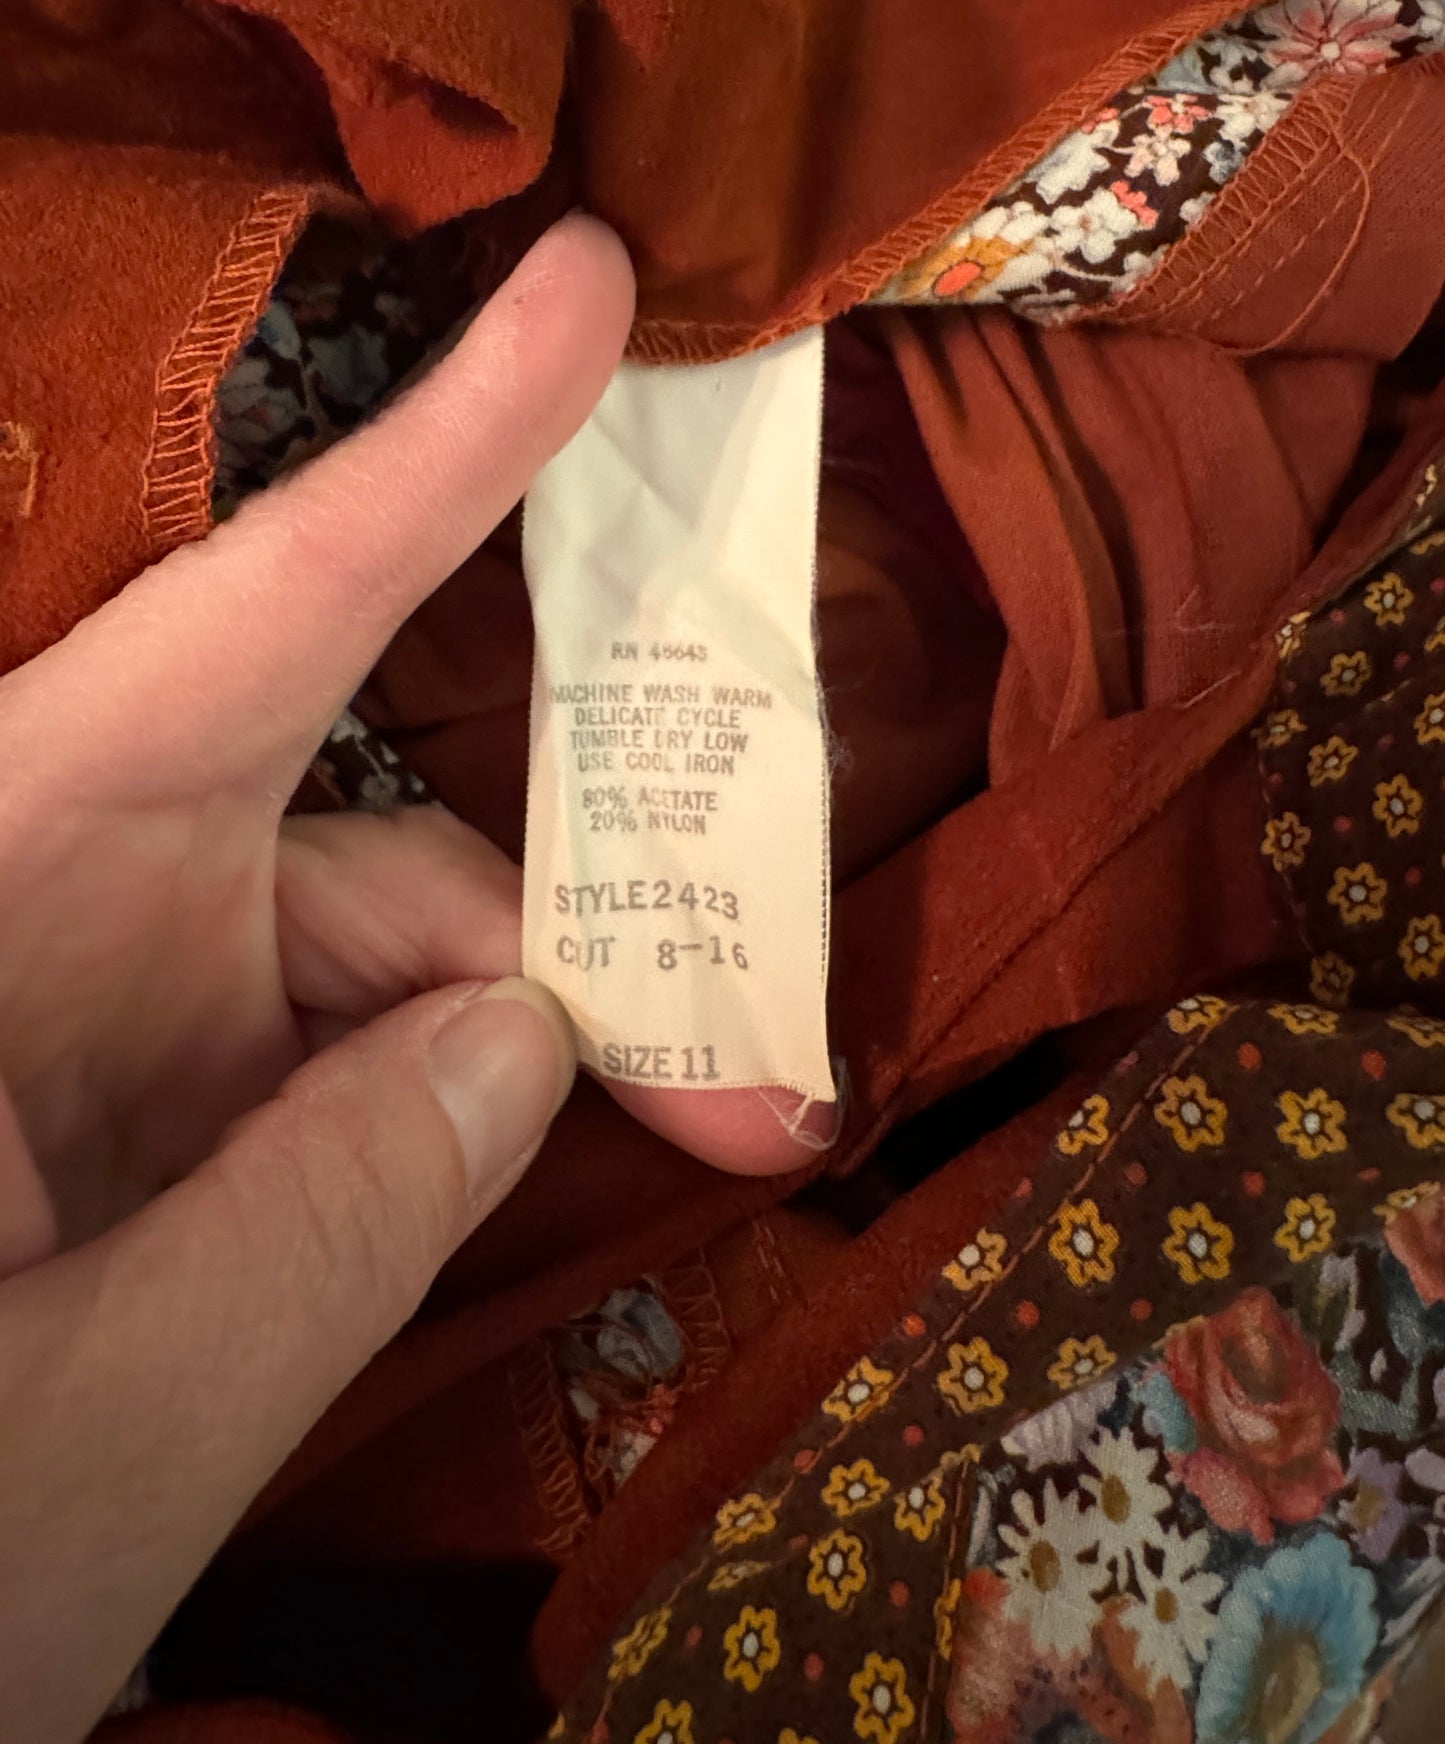 RN 46643
MACHINE WASH WARM
DELICATE CYCLE
TUMBLE DRY LOW
USE COOL IRON
80% ACETATE
20% NYLON
STYLE2423
CUT 8-16
SIZE 11